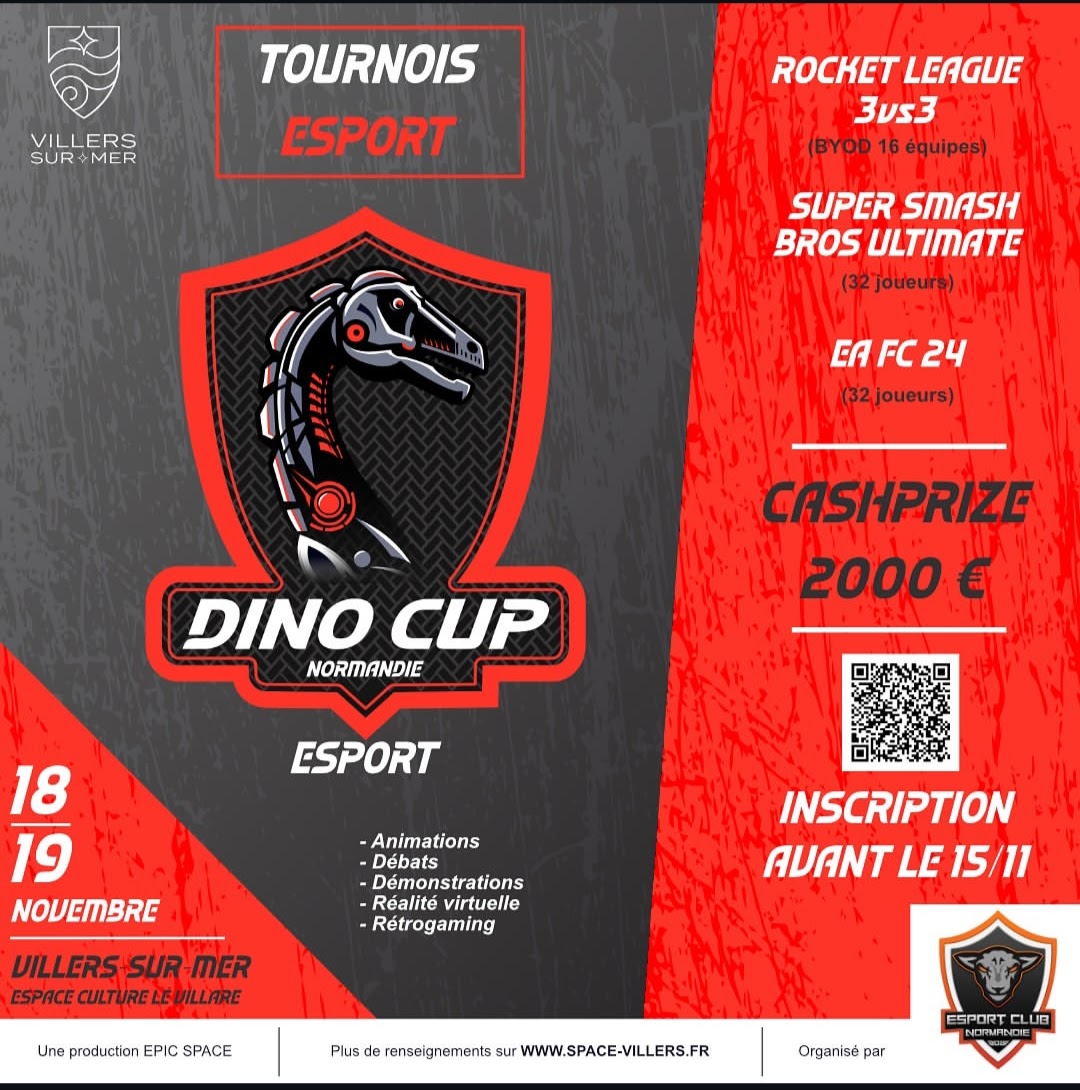 VILLERS
SUR MER
TOURNOIS
ESPORT
DINO CUP
NORMANDIE
ESPORT
- Animations
- Débats
- Démonstrations
- Réalité virtuelle
- Rétrogaming
18
19
NOVEMBRE
VILLERS-SUR-MER
ESPACE CULTURE LE VILLARE
ROCKET LEAGUE
3vs3
(BYOD 16 équipes)
SUPER SMASH
BROS ULTIMATE
(32 joueurs)
EA FC 24
(32 joueurs)
CASHPRIZE
2000 €
INSCRIPTION
AVANT LE 15/11
Une production EPIC SPACE
Plus de renseignements sur WWW.SPACE-VILLERS.FR
Organisé par
ESPORT CLUB
NORMANDIE